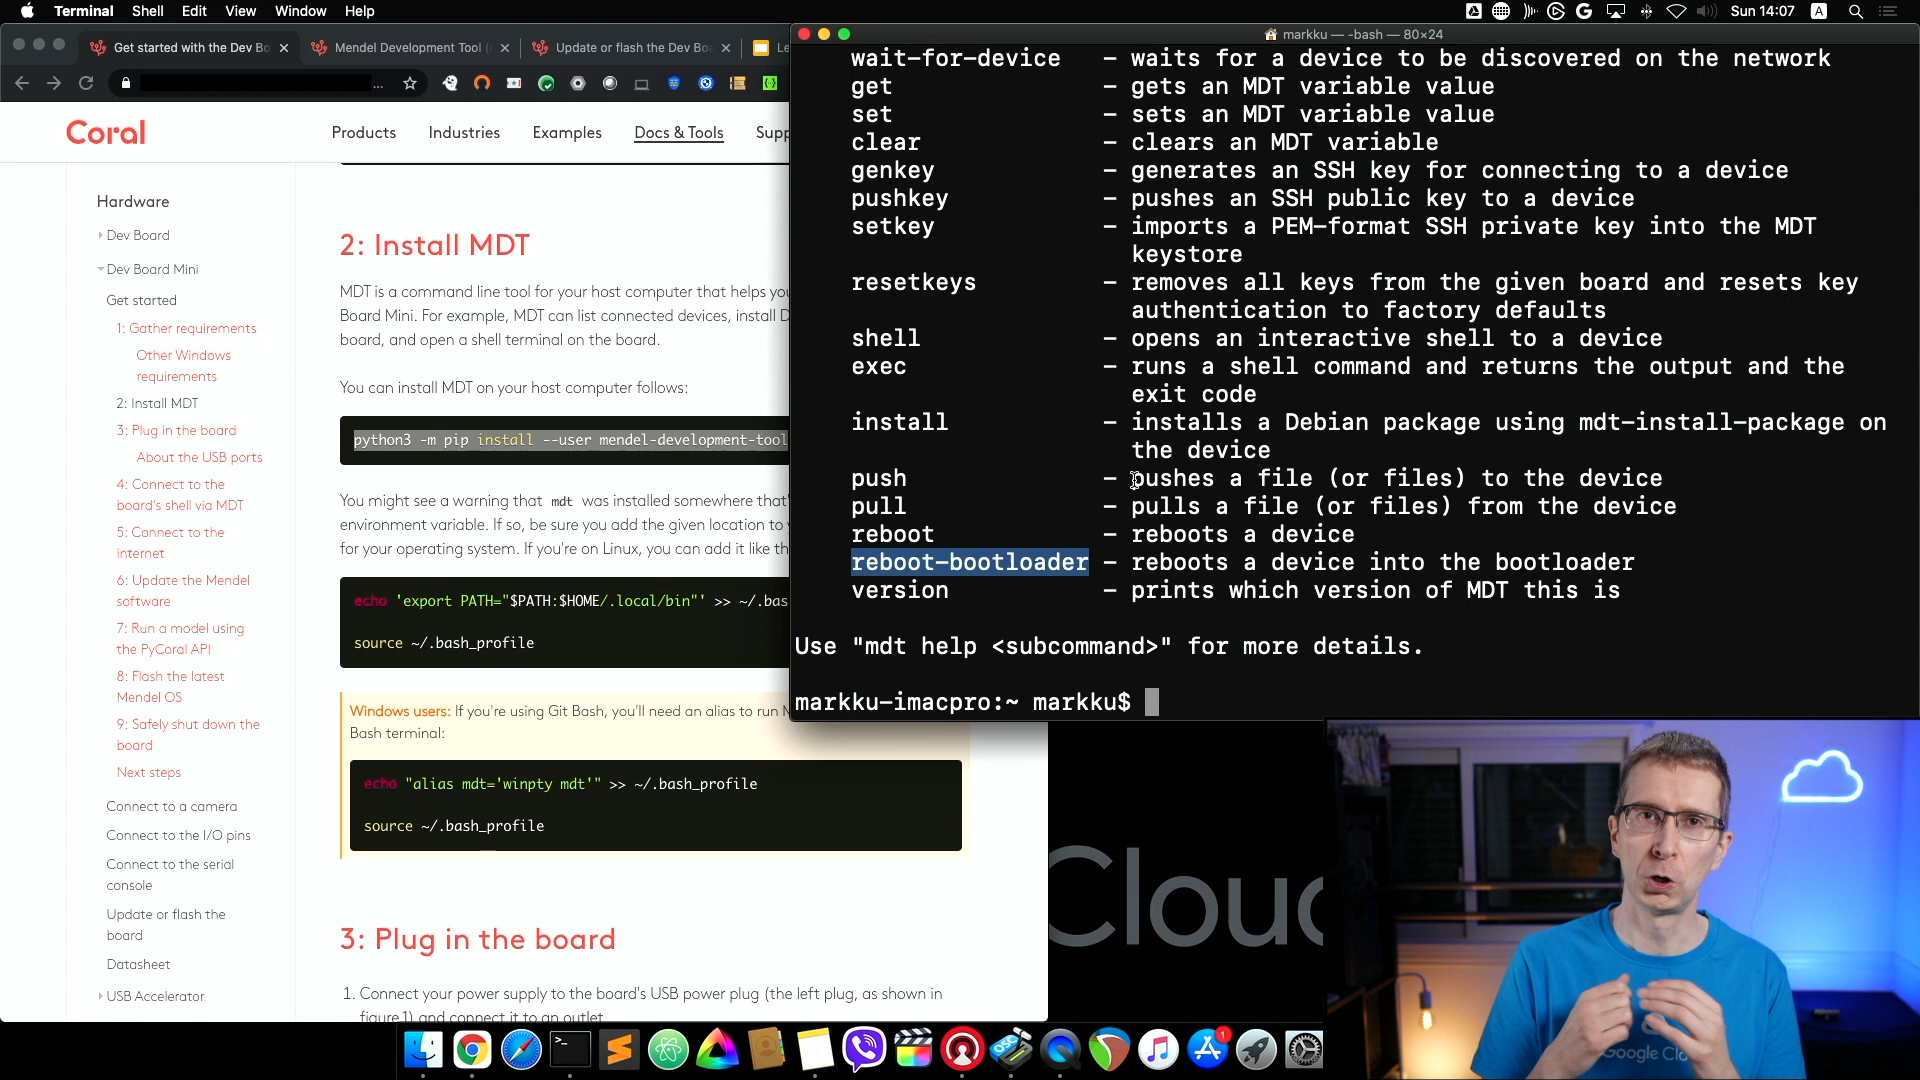 Terminal Shell Edit View Window Help
Sun 14:07 A
Get started with the Dev Bo
Mendel Development Tool (
Update or flash the Dev Boa
Le
markku — -bash — 80×24
...
Coral
Products Industries Examples Docs & Tools Supp
Hardware
Dev Board
Dev Board Mini
Get started
1: Gather requirements
Other Windows
requirements
2: Install MDT
3: Plug in the board
About the USB ports
4: Connect to the
board's shell via MDT
5: Connect to the
internet
6: Update the Mendel
software
7: Run a model using
the PyCoral API
8: Flash the latest
Mendel OS
9: Safely shut down the
board
Next steps
Connect to a camera
Connect to the I/O pins
Connect to the serial
console
Update or flash the
board
Datasheet
USB Accelerator
2: Install MDT
MDT is a command line tool for your host computer that helps you
Board Mini. For example, MDT can list connected devices, install D
board, and open a shell terminal on the board.
You can install MDT on your host computer follows:
python3 -m pip install --user mendel-development-tool
You might see a warning that mdt was installed somewhere that'
environment variable. If so, be sure you add the given location to
for your operating system. If you're on Linux, you can add it like th
echo 'export PATH="$PATH:$HOME/.local/bin"' >> ~/.bas
source ~/.bash_profile
Windows users: If you're using Git Bash, you'll need an alias to run M
Bash terminal:
echo "alias mdt='winpty mdt'" >> ~/.bash_profile
source ~/.bash_profile
3: Plug in the board
1. Connect your power supply to the board's USB power plug (the left plug, as shown in
figure 1) and connect it to an outlet
wait-for-device – waits for a device to be discovered on the network
get – gets an MDT variable value
set – sets an MDT variable value
clear – clears an MDT variable
genkey – generates an SSH key for connecting to a device
pushkey – pushes an SSH public key to a device
setkey – imports a PEM-format SSH private key into the MDT
keystore
resetkeys – removes all keys from the given board and resets key
authentication to factory defaults
shell – opens an interactive shell to a device
exec – runs a shell command and returns the output and the
exit code
install – installs a Debian package using mdt-install-package on
the device
push – pushes a file (or files) to the device
pull – pulls a file (or files) from the device
reboot – reboots a device
reboot-bootloader – reboots a device into the bootloader
version – prints which version of MDT this is
Use "mdt help <subcommand>" for more details.
markku-imacpro:~ markku$
Cloud
Google Clo
OSC
1